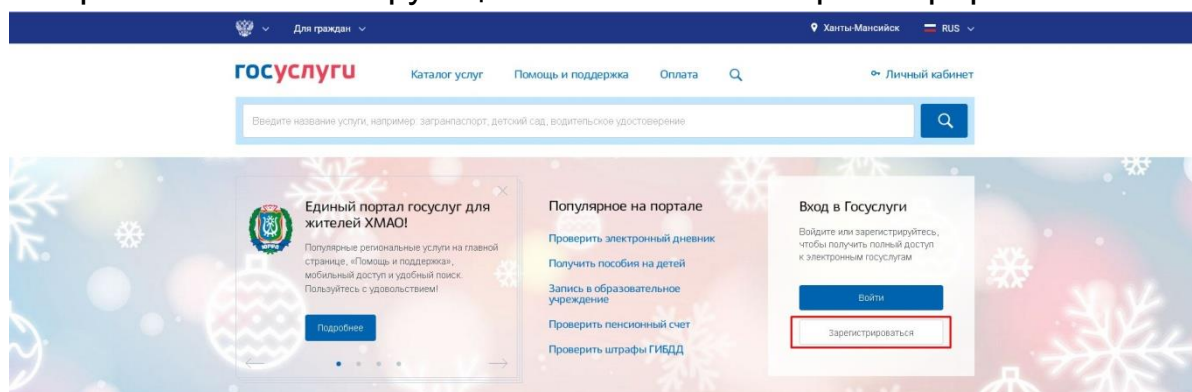 Для граждан
Ханты-Мансийск
RUS
госуслуги
Каталог услуг
Помощь и поддержка
Оплата
Личный кабинет
Введите название услуги, например: загранпаспорт, детский сад, водительское удостоверение
Единый портал госуслуг для
жителей ХМАО!
Популярные региональные услуги на главной
странице, «Помощь и поддержка»,
мобильный доступ и удобный поиск.
Пользуйтесь с удовольствием!
Подробнее
Популярное на портале
Проверить электронный дневник
Получить пособия на детей
Запись в образовательное
учреждение
Проверить пенсионный счет
Проверить штрафы ГИБДД
Вход в Госуслуги
Войдите или зарегистрируйтесь,
чтобы получить полный доступ
к электронным госуслугам
Войти
Зарегистрироваться